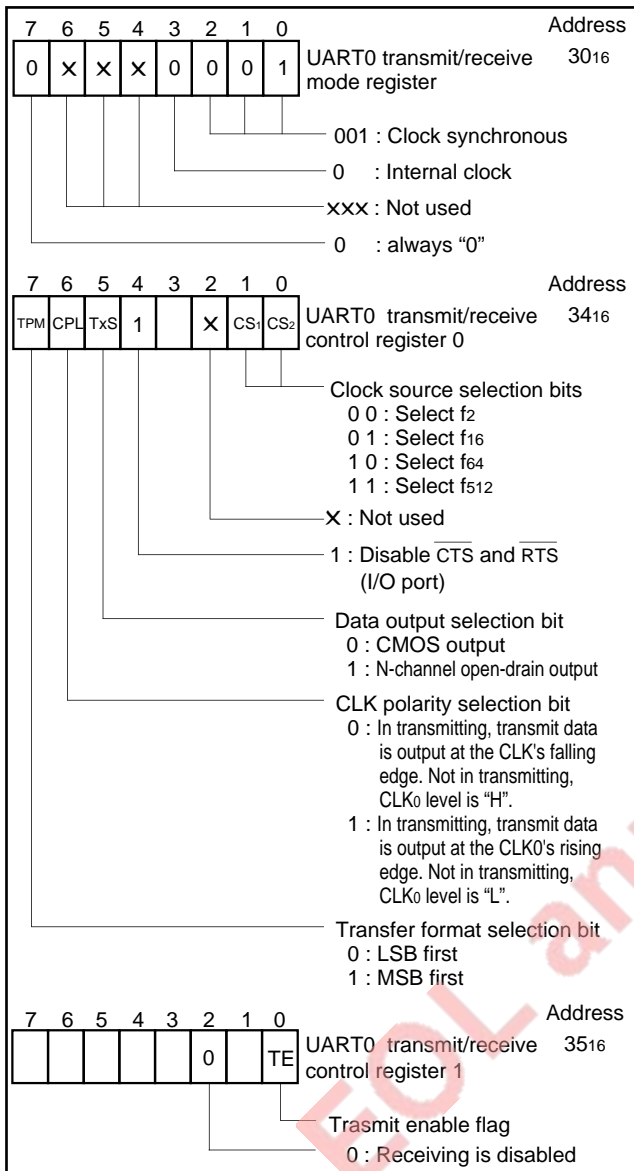 7 6 5 4 3 2 1 0 Address
0 × × × 0 0 0 1 UART0 transmit/receive 3016
mode register
001 : Clock synchronous
0 : Internal clock
××× : Not used
0 : always “0”
7 6 5 4 3 2 1 0 Address
TPM CPL TxS 1 × CS1 CS2 UART0 transmit/receive 3416
control register 0
Clock source selection bits
0 0 : Select f2
0 1 : Select f16
1 0 : Select f64
1 1 : Select f512
× : Not used
1 : Disable CTS and RTS
(I/O port)
Data output selection bit
0 : CMOS output
1 : N-channel open-drain output
CLK polarity selection bit
0 : In transmitting, transmit data
is output at the CLK's falling
edge. Not in transmitting,
CLK0 level is “H”.
1 : In transmitting, transmit data
is output at the CLK0's rising
edge. Not in transmitting,
CLK0 level is “L”.
Transfer format selection bit
0 : LSB first
1 : MSB first
7 6 5 4 3 2 1 0 Address
0 TE UART0 transmit/receive 3516
control register 1
Trasmit enable flag
0 : Receiving is disabled
EOL an